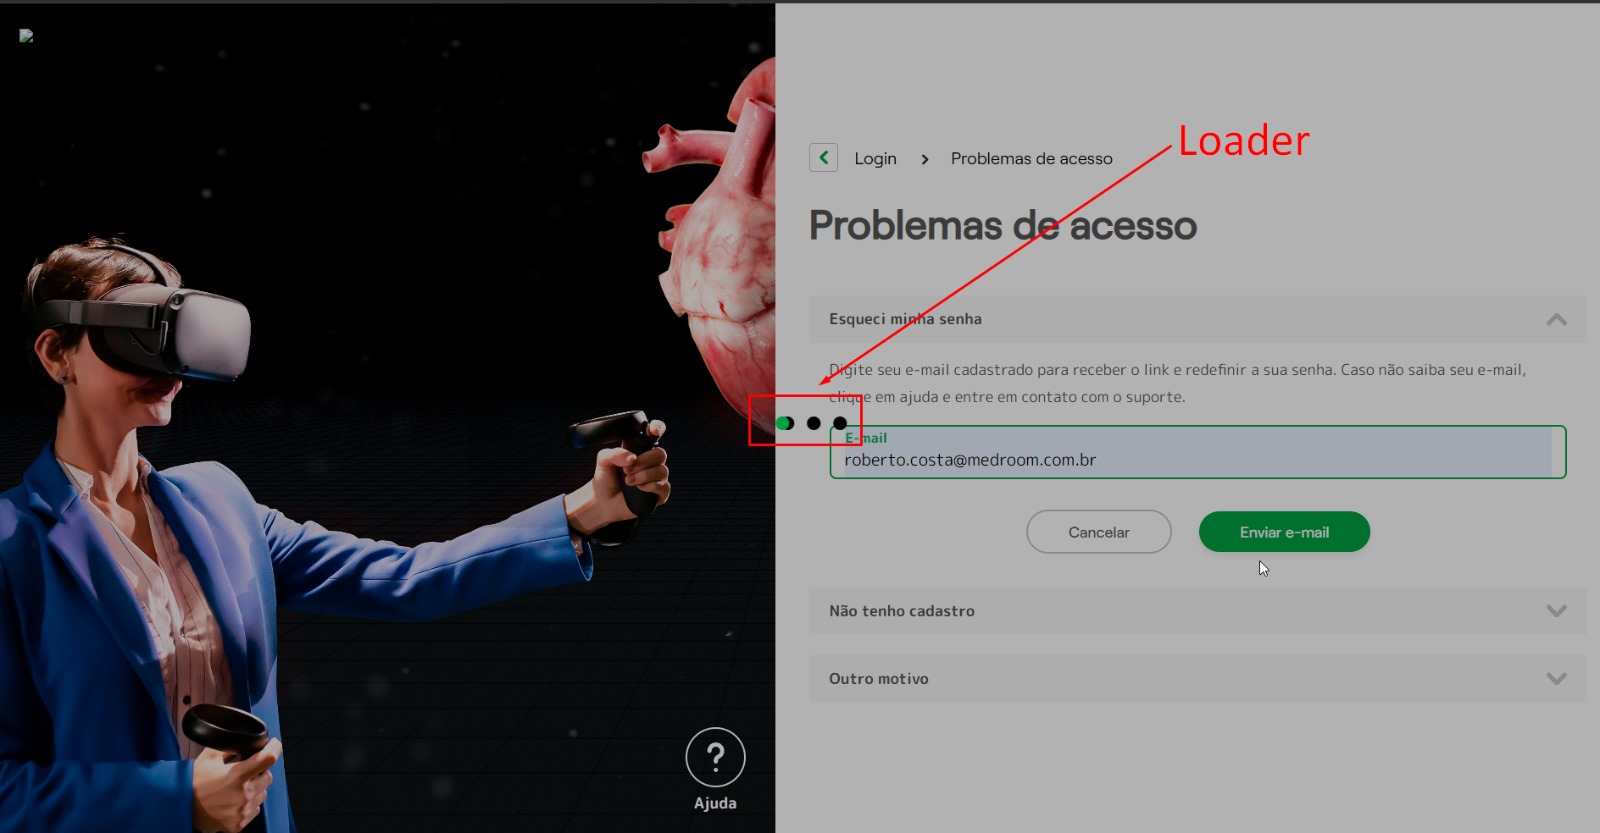 Loader
Login > Problemas de acesso
Problemas de acesso
Esqueci minha senha
Digite seu e-mail cadastrado para receber o link e redefinir a sua senha. Caso não saiba seu e-mail,
clique em ajuda e entre em contato com o suporte.
E-mail
roberto.costa@medroom.com.br
Cancelar
Enviar e-mail
Não tenho cadastro
Outro motivo
?
Ajuda